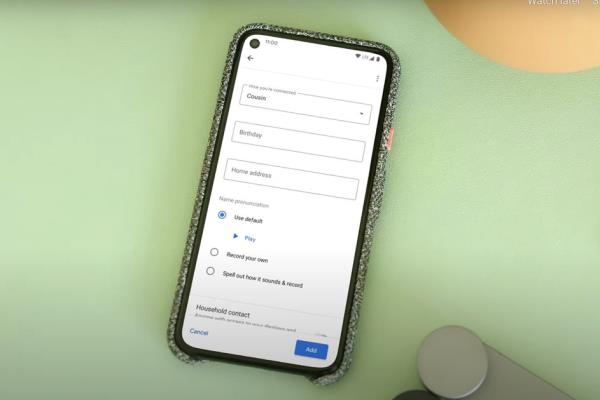 Watch later
11:00
LTE
How you're connected
Cousin
Birthday
Home address
Name pronunciation
Use default
Play
Record your own
Spell out how it sounds & record
Household contact
Cancel
Add